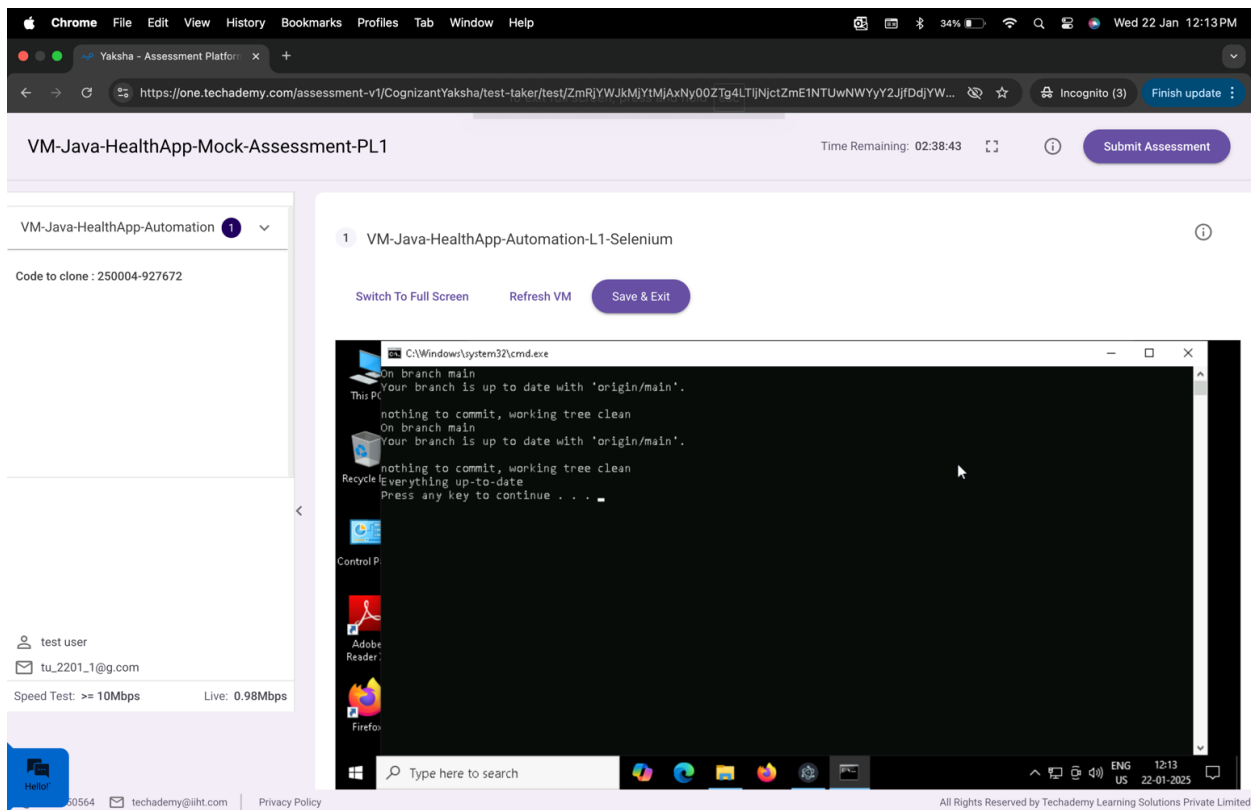 Chrome File Edit View History Bookmarks Profiles Tab Window Help
34% Wed 22 Jan 12:13 PM
Yaksha - Assessment Platform
https://one.techademy.com/assessment-v1/CognizantYaksha/test-taker/test/
Incognito (3) Finish update
VM-Java-HealthApp-Mock-Assessment-PL1
Time Remaining: 02:38:43
Submit Assessment
VM-Java-HealthApp-Automation 1
Code to clone : 250004-927672
1 VM-Java-HealthApp-Automation-L1-Selenium
Switch To Full Screen Refresh VM Save & Exit
C:\Windows\system32\cmd.exe
On branch main
Your branch is up to date with 'origin/main'.
nothing to commit, working tree clean
On branch main
Your branch is up to date with 'origin/main'.
nothing to commit, working tree clean
Everything up-to-date
Press any key to continue . . .
This PC
Recycle
Control P
Adobe
Reader
Firefox
test user
tu_2201_1@g.com
Speed Test: >= 10Mbps Live: 0.98Mbps
Hello!
Type here to search
ENG
US
12:13
22-01-2025
50564 techademy@iiht.com Privacy Policy
All Rights Reserved by Techademy Learning Solutions Private Limited